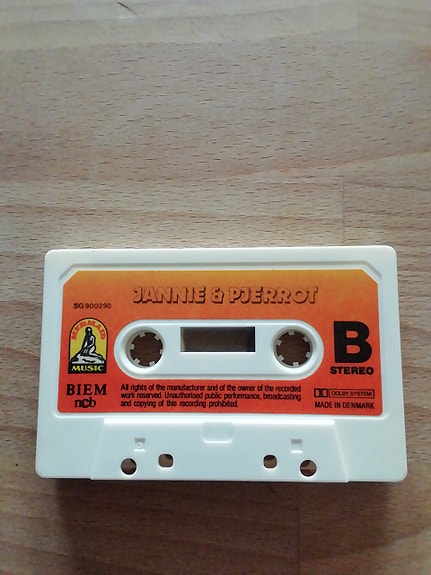 JANNIE & PJERROT
SG 900290
MERMAID
MUSIC
B
STEREO
BIEM
ncb
All rights of the manufacturer and of the owner of the recorded
work reserved. Unauthorised public performance, broadcasting
and copying of this recording prohibited.
DOLBY SYSTEM
MADE IN DENMARK